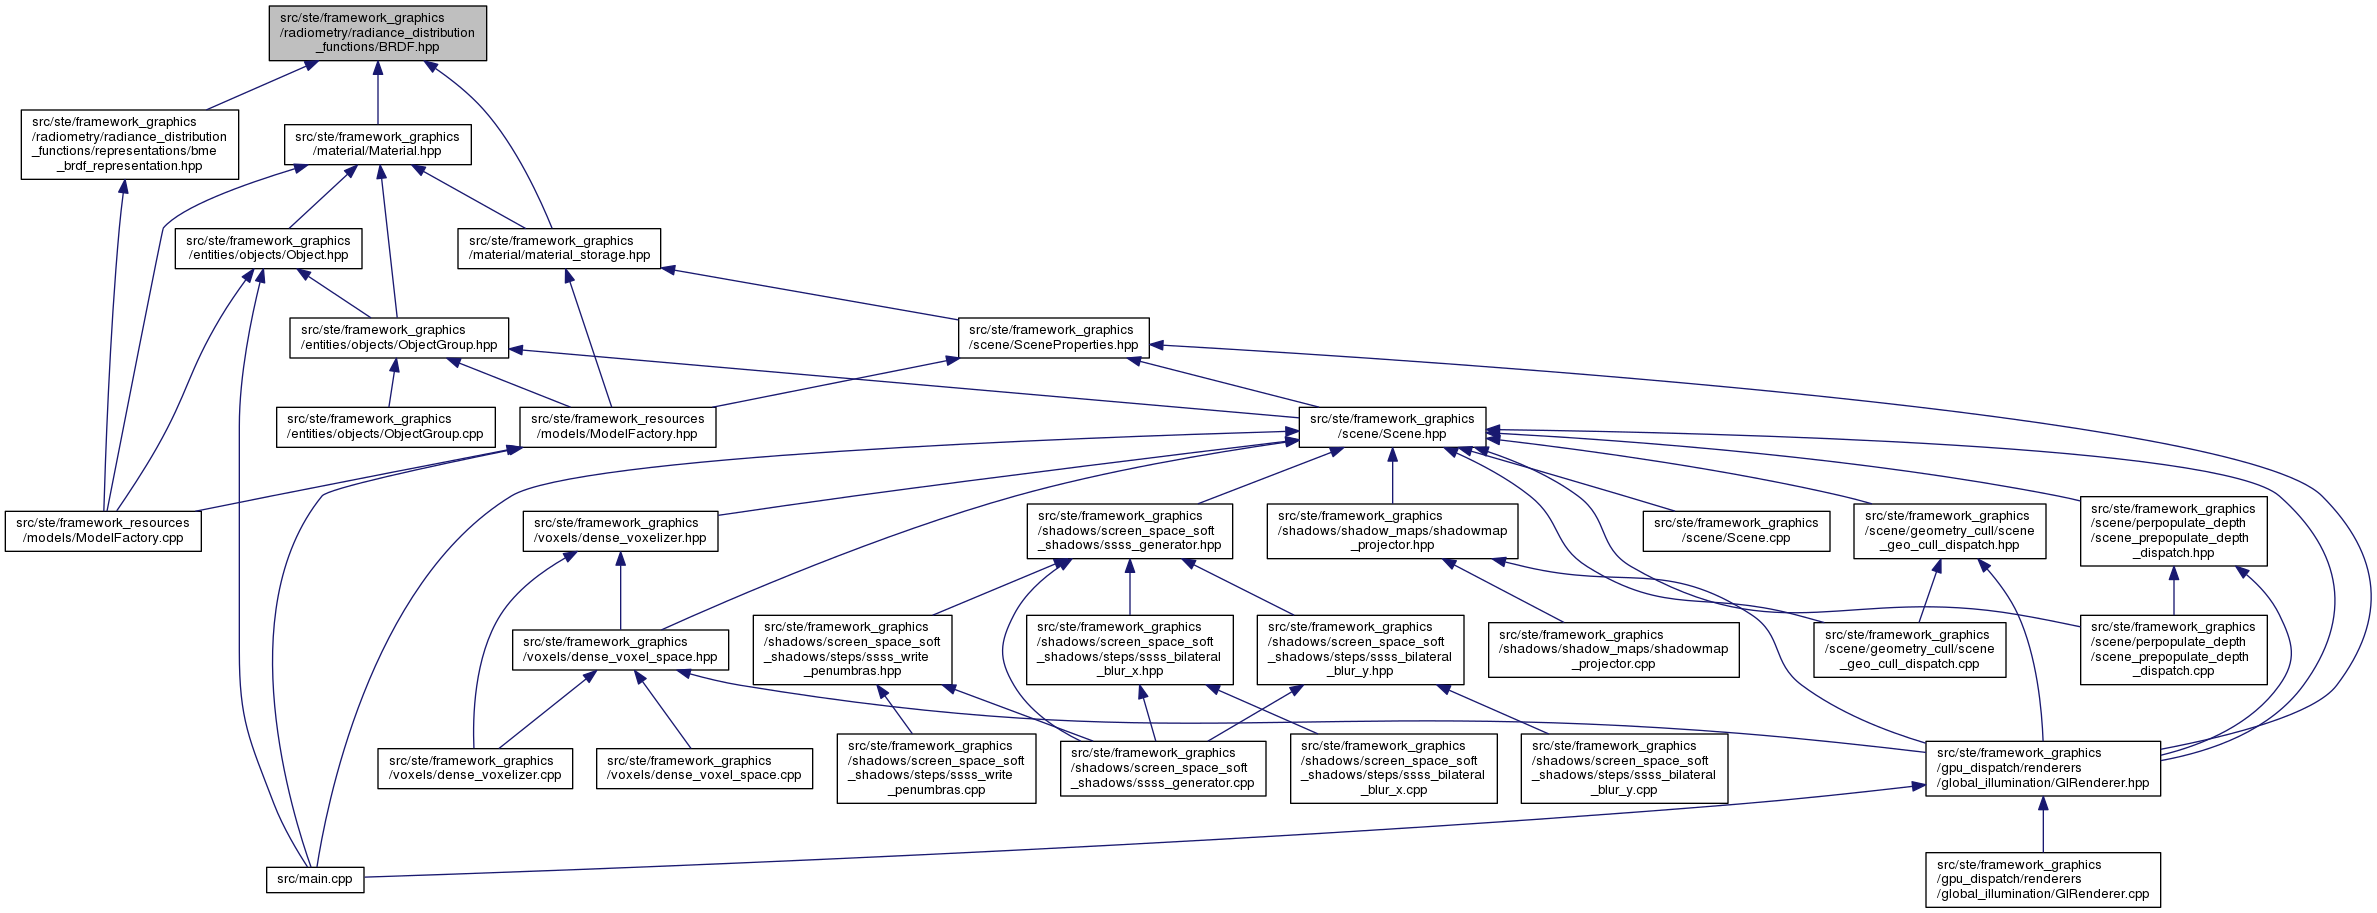 src/ste/framework_graphics
/radiometry/radiance_distribution
_functions/BRDF.hpp
src/ste/framework_graphics
/radiometry/radiance_distribution
_functions/representations/bme
_brdf_representation.hpp
src/ste/framework_graphics
/material/Material.hpp
src/ste/framework_graphics
/entities/objects/Object.hpp
src/ste/framework_graphics
/material/material_storage.hpp
src/ste/framework_graphics
/entities/objects/ObjectGroup.hpp
src/ste/framework_graphics
/scene/SceneProperties.hpp
src/ste/framework_graphics
/entities/objects/ObjectGroup.cpp
src/ste/framework_resources
/models/ModelFactory.hpp
src/ste/framework_graphics
/scene/Scene.hpp
src/ste/framework_resources
/models/ModelFactory.cpp
src/ste/framework_graphics
/voxels/dense_voxelizer.hpp
src/ste/framework_graphics
/shadows/screen_space_soft
_shadows/ssss_generator.hpp
src/ste/framework_graphics
/shadows/shadow_maps/shadowmap
_projector.hpp
src/ste/framework_graphics
/scene/Scene.cpp
src/ste/framework_graphics
/scene/geometry_cull/scene
_geo_cull_dispatch.hpp
src/ste/framework_graphics
/scene/perpopulate_depth
/scene_prepopulate_depth
_dispatch.hpp
src/ste/framework_graphics
/voxels/dense_voxel_space.hpp
src/ste/framework_graphics
/shadows/screen_space_soft
_shadows/steps/ssss_write
_penumbras.hpp
src/ste/framework_graphics
/shadows/screen_space_soft
_shadows/steps/ssss_bilateral
_blur_x.hpp
src/ste/framework_graphics
/shadows/screen_space_soft
_shadows/steps/ssss_bilateral
_blur_y.hpp
src/ste/framework_graphics
/shadows/shadow_maps/shadowmap
_projector.cpp
src/ste/framework_graphics
/scene/geometry_cull/scene
_geo_cull_dispatch.cpp
src/ste/framework_graphics
/scene/perpopulate_depth
/scene_prepopulate_depth
_dispatch.cpp
src/ste/framework_graphics
/voxels/dense_voxelizer.cpp
src/ste/framework_graphics
/voxels/dense_voxel_space.cpp
src/ste/framework_graphics
/shadows/screen_space_soft
_shadows/steps/ssss_write
_penumbras.cpp
src/ste/framework_graphics
/shadows/screen_space_soft
_shadows/ssss_generator.cpp
src/ste/framework_graphics
/shadows/screen_space_soft
_shadows/steps/ssss_bilateral
_blur_x.cpp
src/ste/framework_graphics
/shadows/screen_space_soft
_shadows/steps/ssss_bilateral
_blur_y.cpp
src/ste/framework_graphics
/gpu_dispatch/renderers
/global_illumination/GIRenderer.hpp
src/main.cpp
src/ste/framework_graphics
/gpu_dispatch/renderers
/global_illumination/GIRenderer.cpp